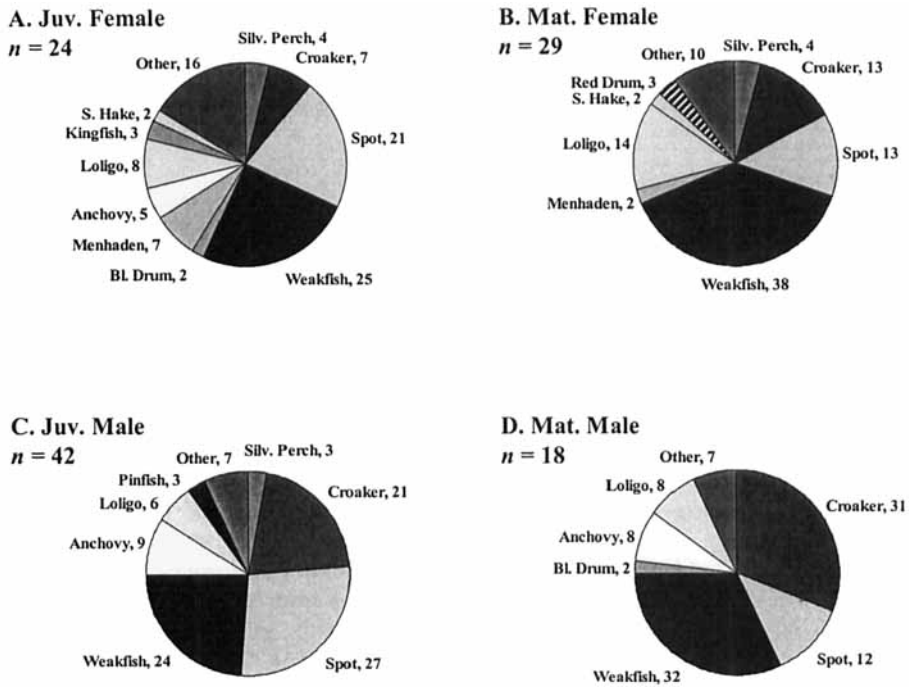 A. Juv. Female
n = 24
Silv. Perch, 4
Croaker, 7
Spot, 21
Weakfish, 25
Bl. Drum, 2
Menhaden, 7
Anchovy, 5
Loligo, 8
Kingfish, 3
S. Hake, 2
Other, 16
B. Mat. Female
n = 29
Silv. Perch, 4
Croaker, 13
Spot, 13
Weakfish, 38
Menhaden, 2
Loligo, 14
S. Hake, 2
Red Drum, 3
Other, 10
C. Juv. Male
n = 42
Silv. Perch, 3
Croaker, 21
Spot, 27
Weakfish, 24
Anchovy, 9
Loligo, 6
Pinfish, 3
Other, 7
D. Mat. Male
n = 18
Croaker, 31
Spot, 12
Weakfish, 32
Bl. Drum, 2
Anchovy, 8
Loligo, 8
Other, 7